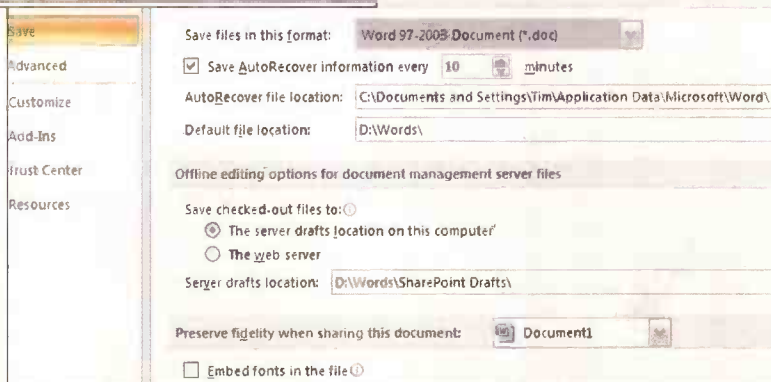 Save
Advanced
Customize
Add-Ins
Trust Center
Resources
Save files in this format: Word 97-2003 Document (*.doc)
Save AutoRecover information every 10 minutes
AutoRecover file location: C:\Documents and Settings\Tim\Application Data\Microsoft\Word\
Default file location: D:\Words\
Offline editing options for document management server files
Save checked-out files to:
The server drafts location on this computer
The web server
Server drafts location: D:\Words\SharePoint Drafts\
Preserve fidelity when sharing this document: Document1
Embed fonts in the file